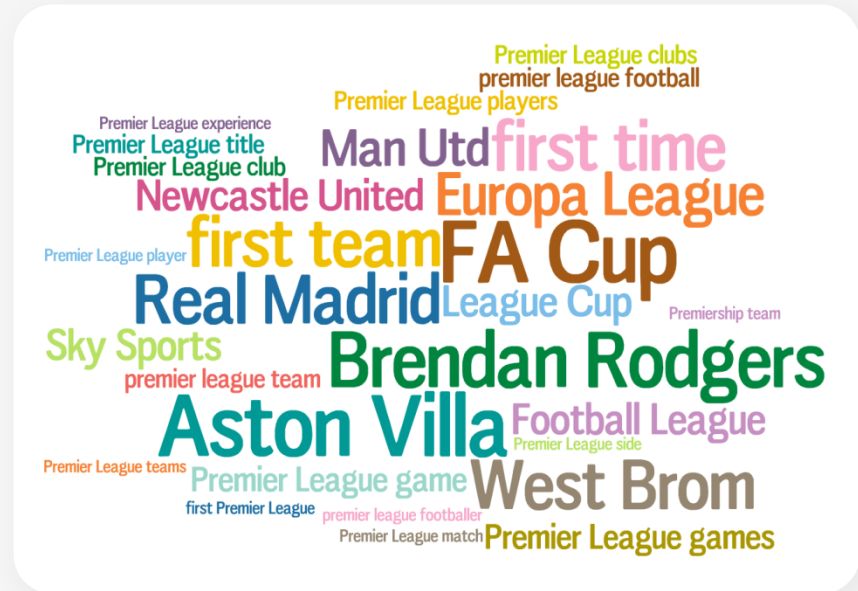 Premier League clubs
premier league football
Premier League players
Premier League experience
Premier League title
Man Utd
first time
Premier League club
Newcastle United
Europa League
first team
FA Cup
Premier League player
Real Madrid
League Cup
Premiership team
Sky Sports
Brendan Rodgers
premier league team
Aston Villa
Football League
Premier League side
Premier League teams
Premier League game
West Brom
first Premier League
premier league footballer
Premier League match
Premier League games